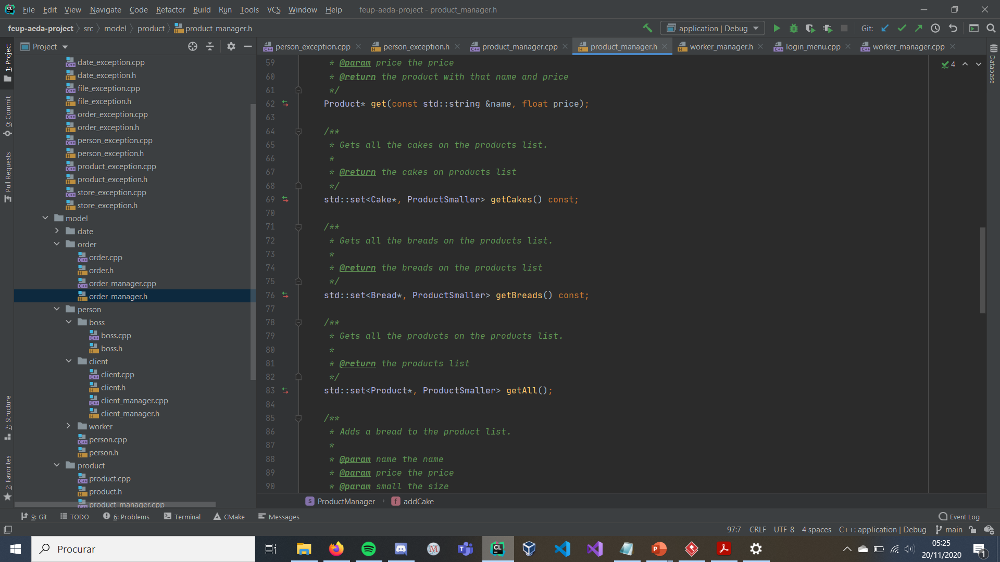 File Edit View Navigate Code Refactor Build Run Tools VCS Window Help feup-aeda-project - product_manager.h
feup-aeda-project src model product product_manager.h application | Debug Git:
1: Project
0: Commit
Pull Requests
7: Structure
2: Favorites
Project
date_exception.cpp
date_exception.h
file_exception.cpp
file_exception.h
order_exception.cpp
order_exception.h
person_exception.cpp
person_exception.h
product_exception.cpp
product_exception.h
store_exception.cpp
store_exception.h
model
date
order
order.cpp
order.h
order_manager.cpp
order_manager.h
person
boss
boss.cpp
boss.h
client
client.cpp
client.h
client_manager.cpp
client_manager.h
worker
person.cpp
person.h
product
product.cpp
product.h
product_manager.cpp
person_exception.cpp person_exception.h product_manager.cpp product_manager.h worker_manager.h login_menu.cpp worker_manager.cpp
4
Database
59 * @param price the price
60 * @return the product with that name and price
61 */
62 Product* get(const std::string &name, float price);
63
64 /**
65 * Gets all the cakes on the products list.
66 *
67 * @return the cakes on products list
68 */
69 std::set<Cake*, ProductSmaller> getCakes() const;
70
71 /**
72 * Gets all the breads on the products list.
73 *
74 * @return the breads on the products list
75 */
76 std::set<Bread*, ProductSmaller> getBreads() const;
77
78 /**
79 * Gets all the products on the products list.
80 *
81 * @return the products list
82 */
83 std::set<Product*, ProductSmaller> getAll();
84
85 /**
86 * Adds a bread to the product list.
87 *
88 * @param name the name
89 * @param price the price
90 * @param small the size
S ProductManager f addCake
9: Git TODO 6: Problems Terminal CMake Messages Event Log
97:7 CRLF UTF-8 4 spaces C++: application | Debug main
Procurar
05:25
20/11/2020
1